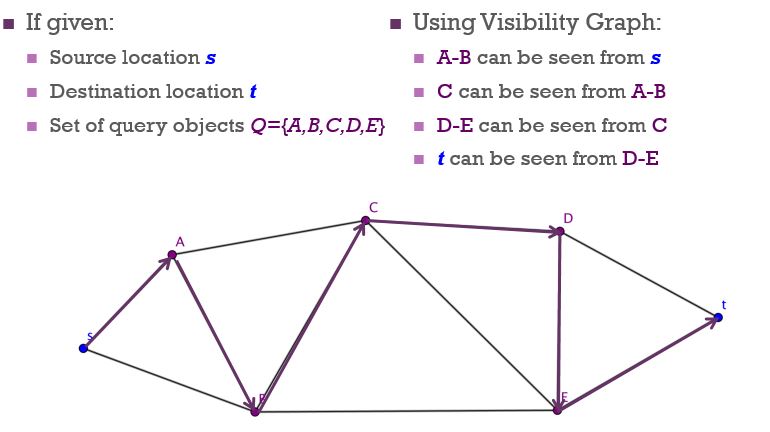 If given:
Source location s
Destination location t
Set of query objects Q={A,B,C,D,E}
Using Visibility Graph:
A-B can be seen from s
C can be seen from A-B
D-E can be seen from C
t can be seen from D-E
C
D
A
t
s
B
E